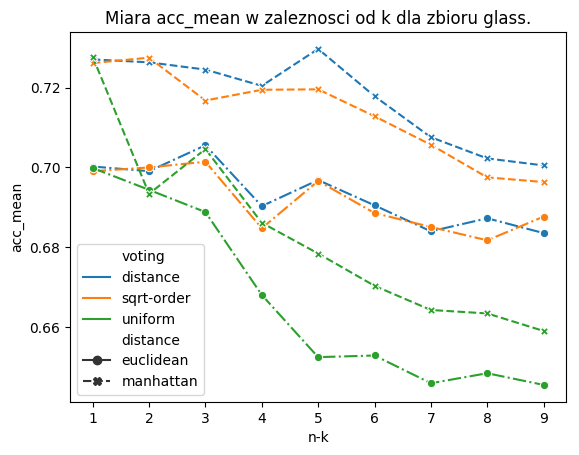 Miara acc_mean w zaleznosci od k dla zbioru glass.
acc_mean
0.72
0.70
0.68
0.66
voting
distance
sqrt-order
uniform
distance
euclidean
manhattan
1 2 3 4 5 6 7 8 9
n-k